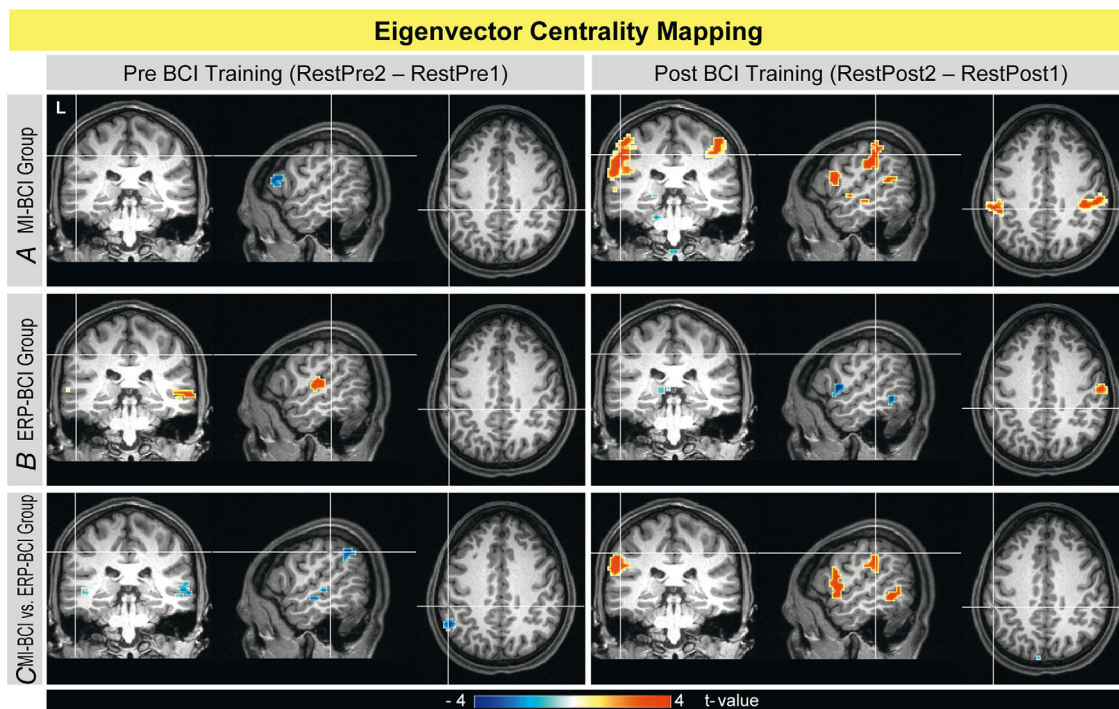 Eigenvector Centrality Mapping
Pre BCI Training (RestPre2 – RestPre1)
Post BCI Training (RestPost2 – RestPost1)
L
A MI-BCI Group
B ERP-BCI Group
C MI-BCI vs. ERP-BCI Group
- 4 4 t-value